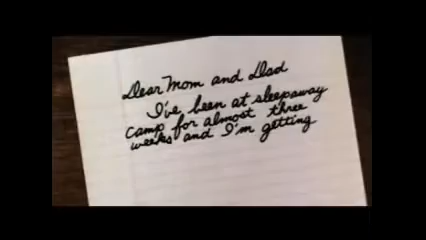 Dear Mom and Dad
I've been at sleepaway
camp for almost three
weeks and I'm getting